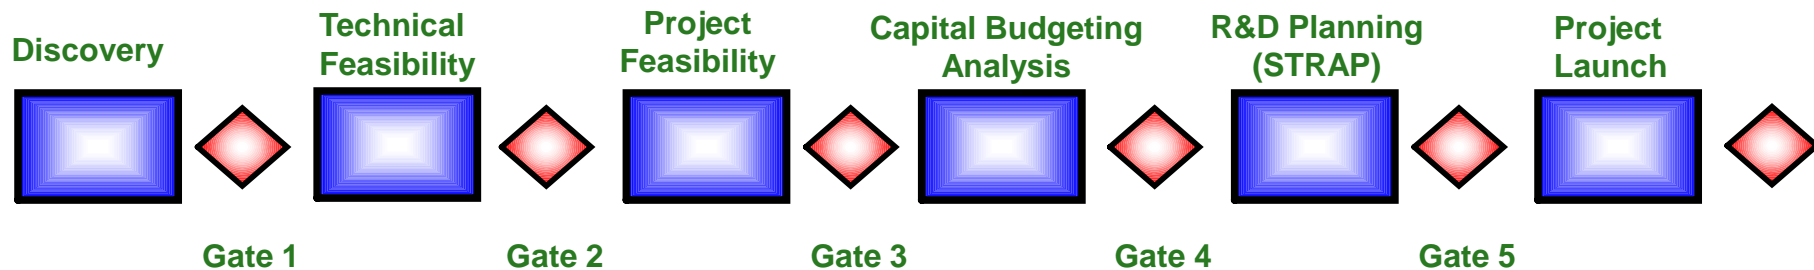 Discovery
Technical
Feasibility
Project
Feasibility
Capital Budgeting
Analysis
R&D Planning
(STRAP)
Project
Launch
Gate 1
Gate 2
Gate 3
Gate 4
Gate 5